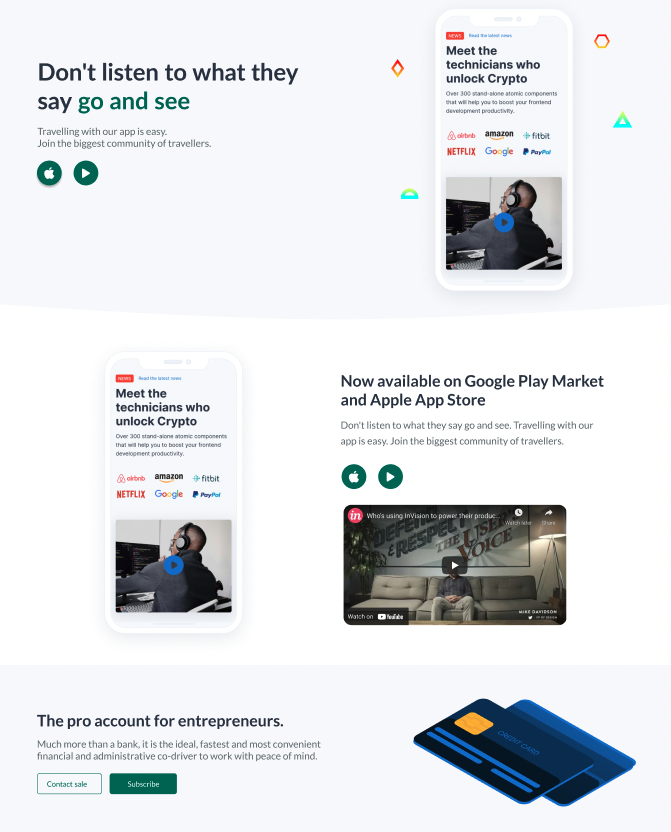 Don't listen to what they
say go and see
Travelling with our app is easy.
Join the biggest community of travellers.
NEWS Read the latest news
Meet the
technicians who
unlock Crypto
Over 300 stand-alone atomic components
that will help you to boost your frontend
development productivity.
airbnb amazon fitbit
NETFLIX Google PayPal
NEWS Read the latest news
Meet the
technicians who
unlock Crypto
Over 300 stand-alone atomic components
that will help you to boost your frontend
development productivity.
airbnb amazon fitbit
NETFLIX Google PayPal
Now available on Google Play Market
and Apple App Store
Don't listen to what they say go and see. Travelling with our
app is easy. Join the biggest community of travellers.
in Who's using InVision to power their produc...
Watch later Share
DEFEND
& RESPECT
THE USER'S
VOICE
MIKE DAVIDSON
Watch on YouTube
The pro account for entrepreneurs.
Much more than a bank, it is the ideal, fastest and most convenient
financial and administrative co-driver to work with peace of mind.
Contact sale Subscribe
CREDIT CARD